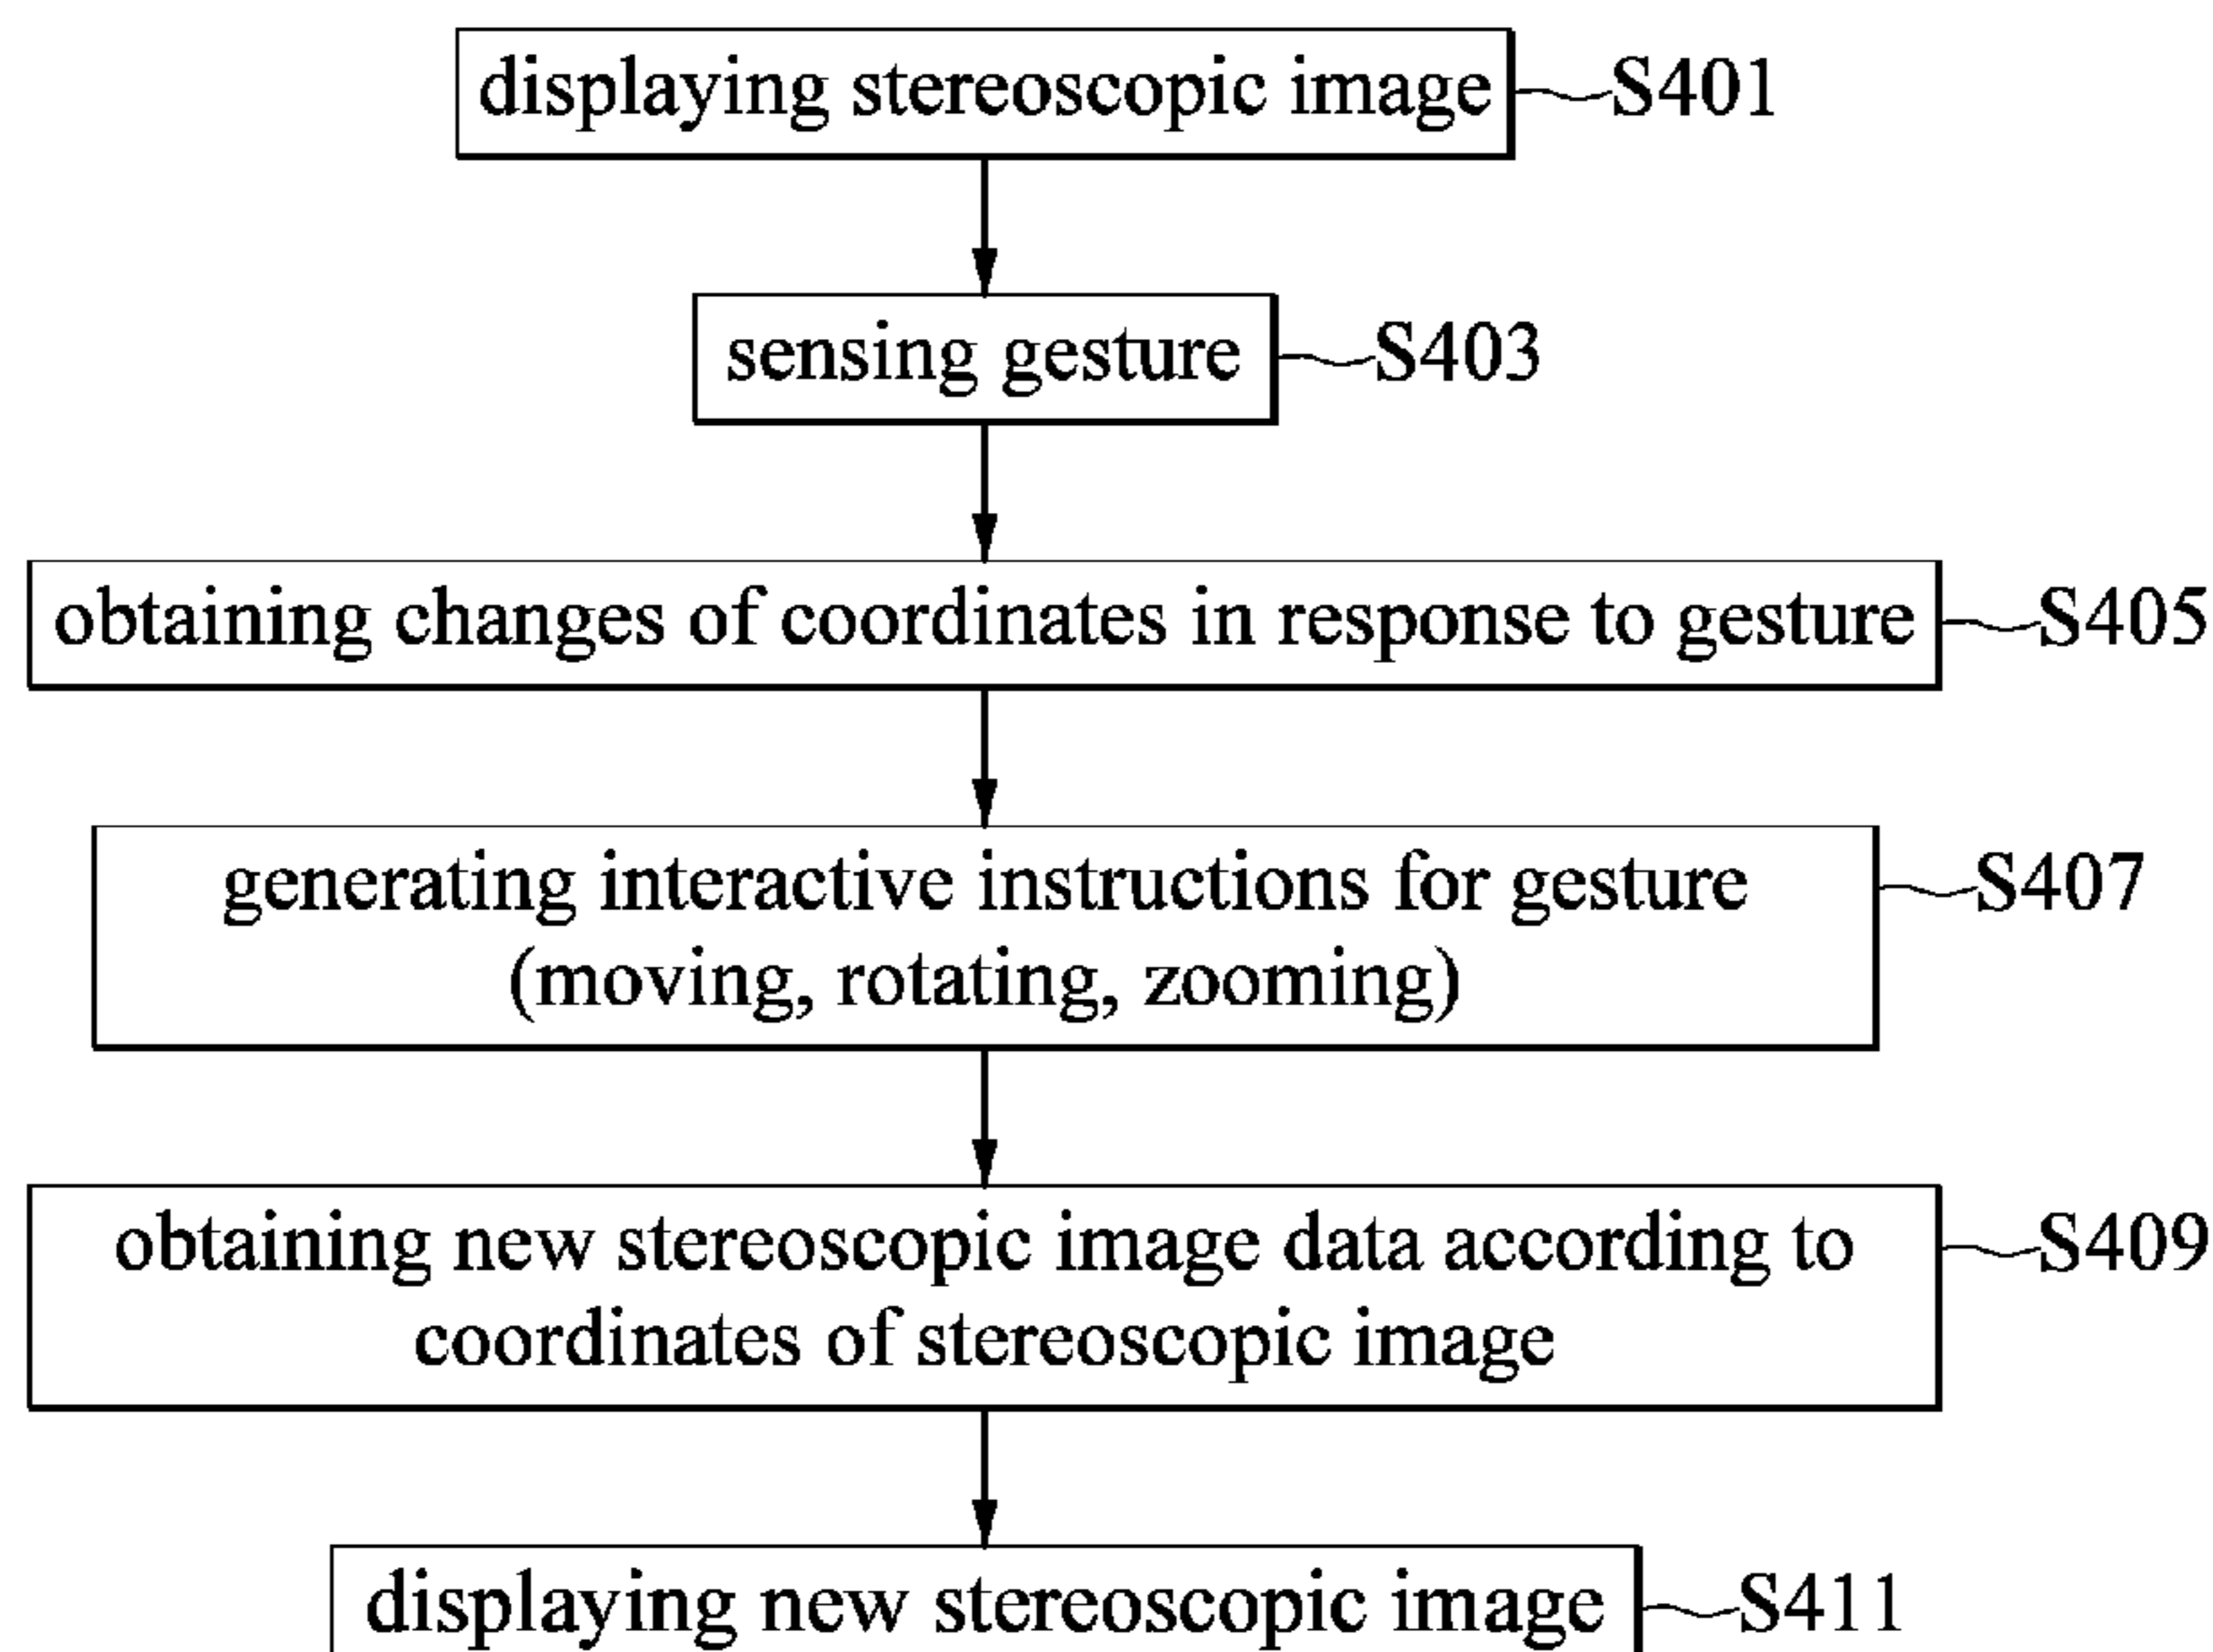 displaying stereoscopic image S401
sensing gesture S403
obtaining changes of coordinates in response to gesture S405
generating interactive instructions for gesture S407
(moving, rotating, zooming)
obtaining new stereoscopic image data according to S409
coordinates of stereoscopic image
displaying new stereoscopic image S411